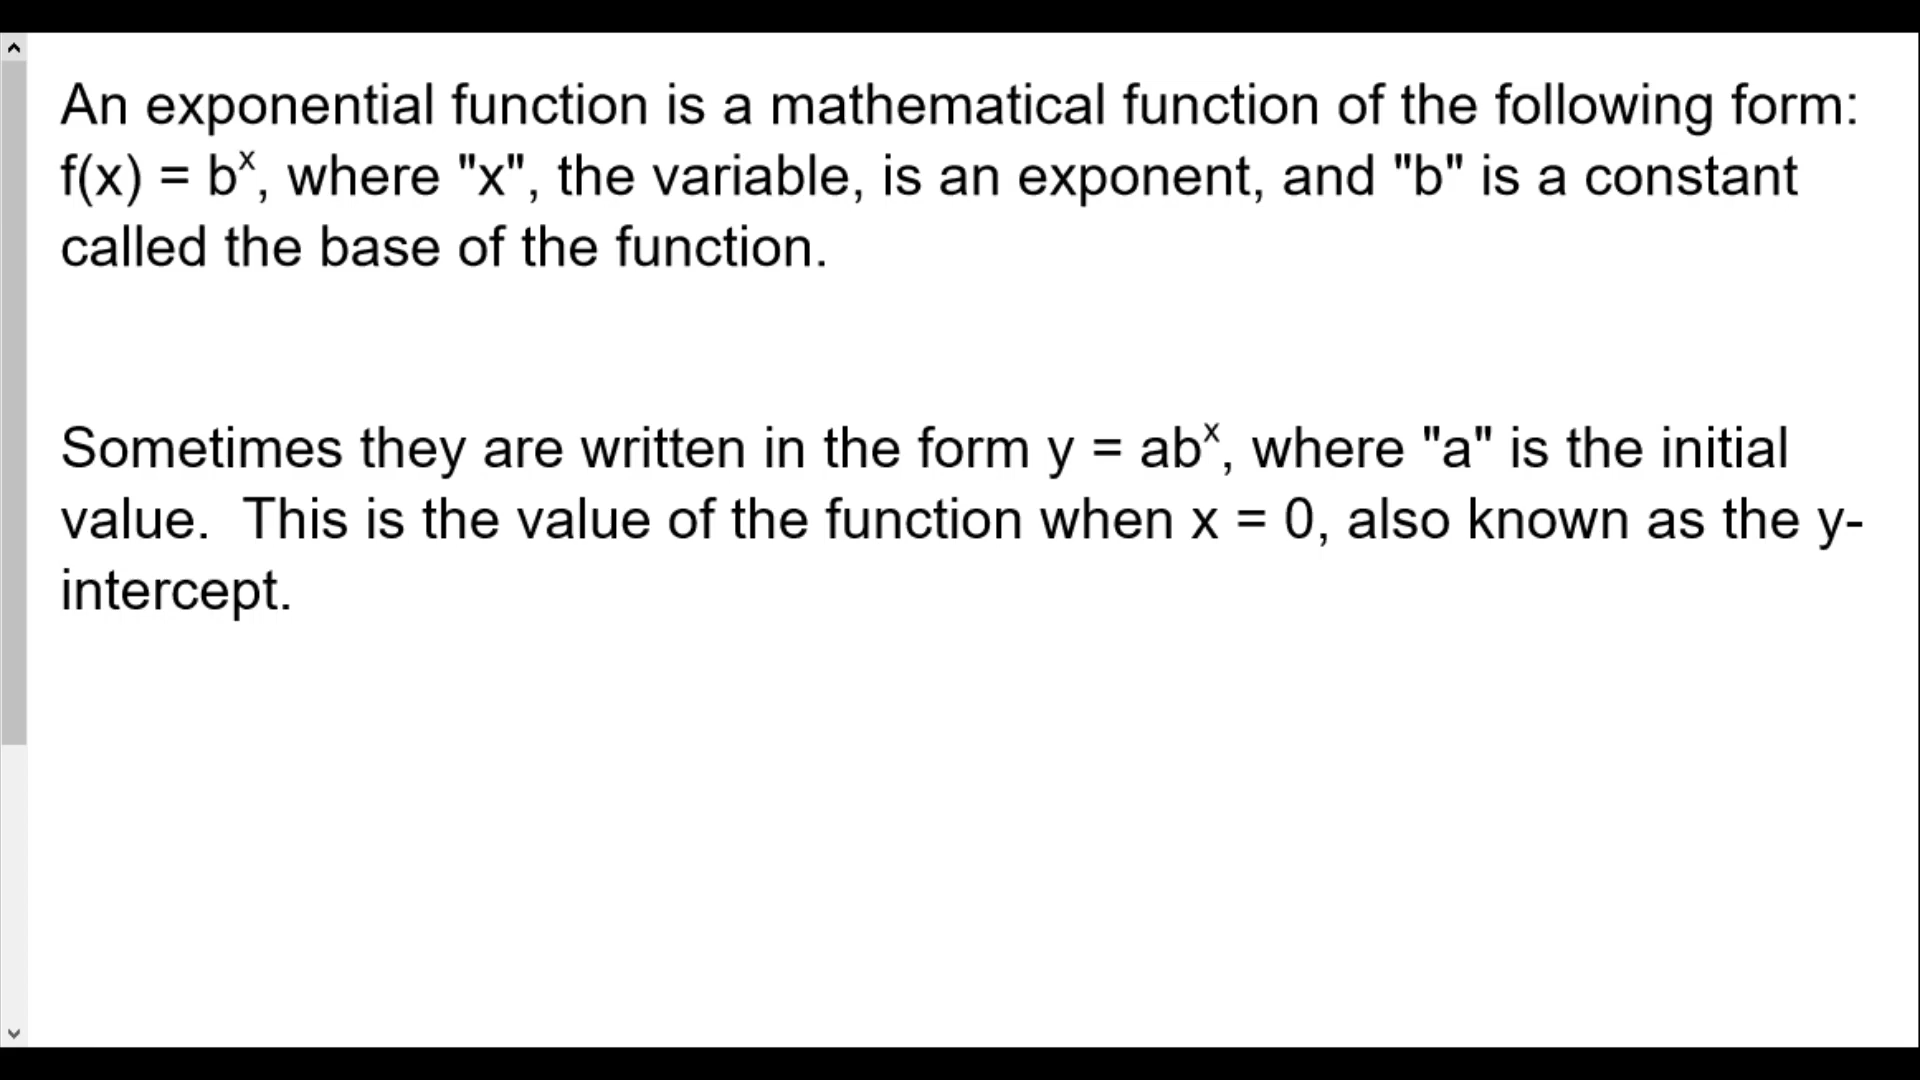 An exponential function is a mathematical function of the following form:
f(x) = bˣ, where "x", the variable, is an exponent, and "b" is a constant
called the base of the function.
Sometimes they are written in the form y = abˣ, where "a" is the initial
value.  This is the value of the function when x = 0, also known as the y-
intercept.